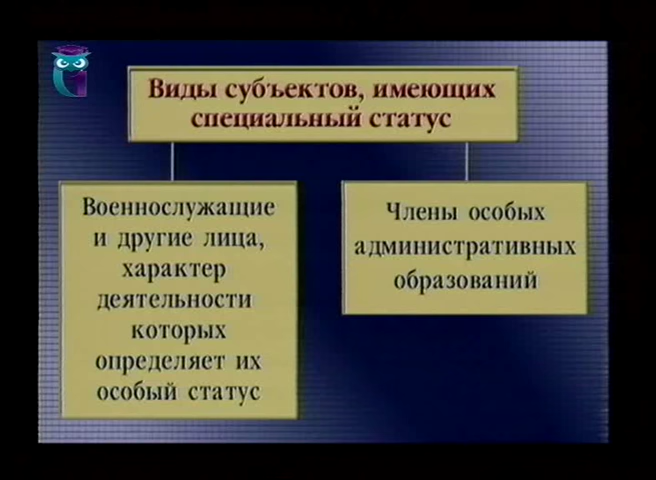 Виды субъектов, имеющих
специальный статус
Военнослужащие
и другие лица,
характер
деятельности
которых
определяет их
особый статус
Члены особых
административных
образований